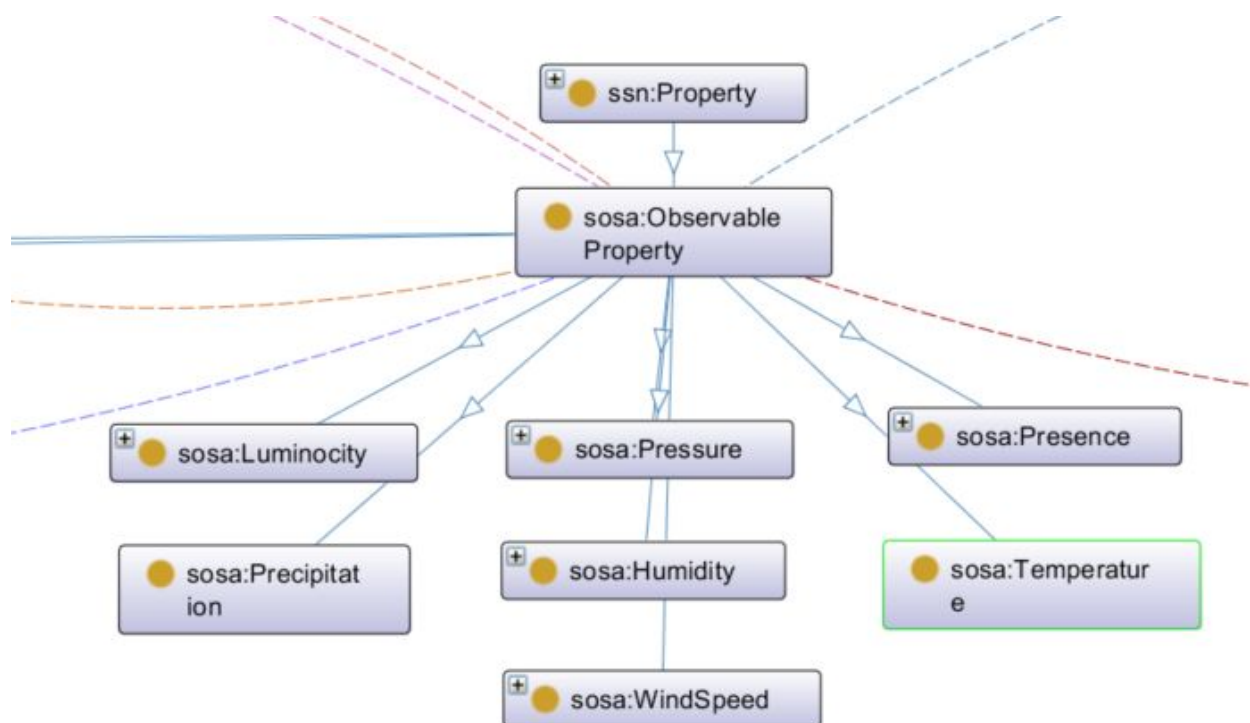 ssn:Property
sosa:Observable
Property
sosa:Luminocity
sosa:Pressure
sosa:Presence
sosa:Precipitat
ion
sosa:Humidity
sosa:Temperatur
e
sosa:WindSpeed